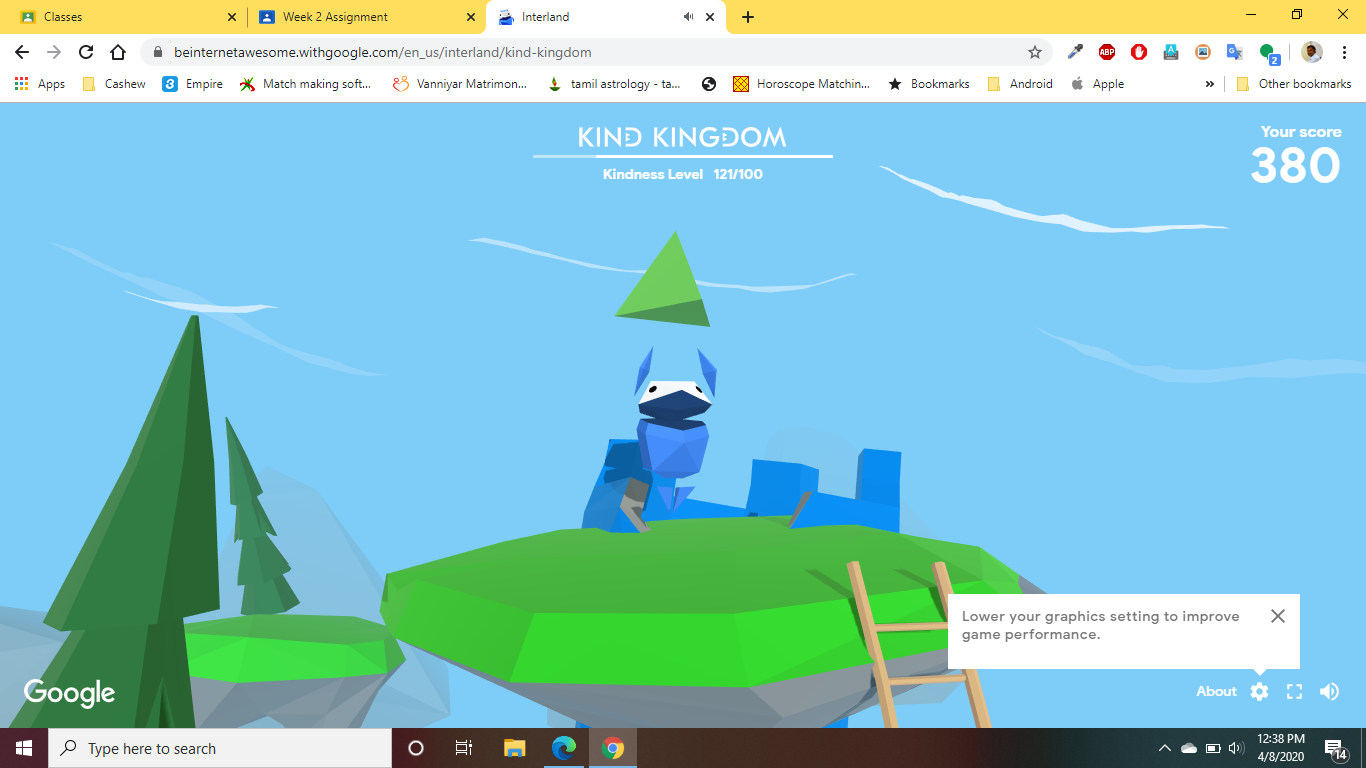 Classes
Week 2 Assignment
Interland
beinternetawesome.withgoogle.com/en_us/interland/kind-kingdom
ABP
2
Apps
Cashew
3
Empire
Match making soft...
Vanniyar Matrimon...
tamil astrology - ta...
Horoscope Matchin...
Bookmarks
Android
Apple
»
Other bookmarks
KIND KINGDOM
Kindness Level 121/100
Your score
380
Lower your graphics setting to improve
game performance.
Google
About
Type here to search
12:38 PM
4/8/2020
14